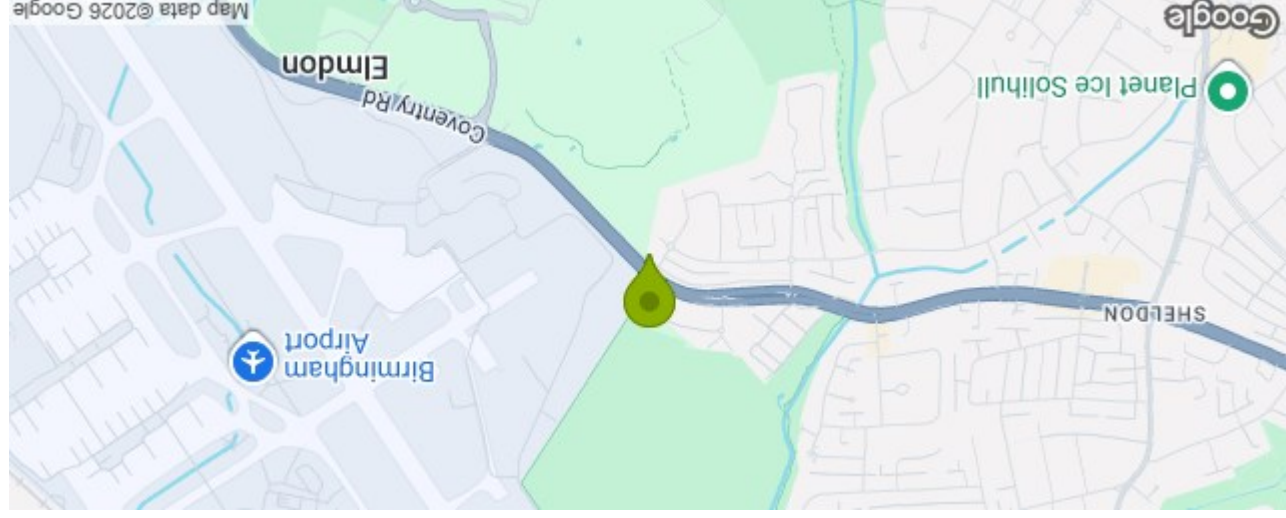 Google
Planet Ice Solihull
SHELDON
Birmingham
Airport
Coventry Rd
Elmdon
Map data ©2026 Google